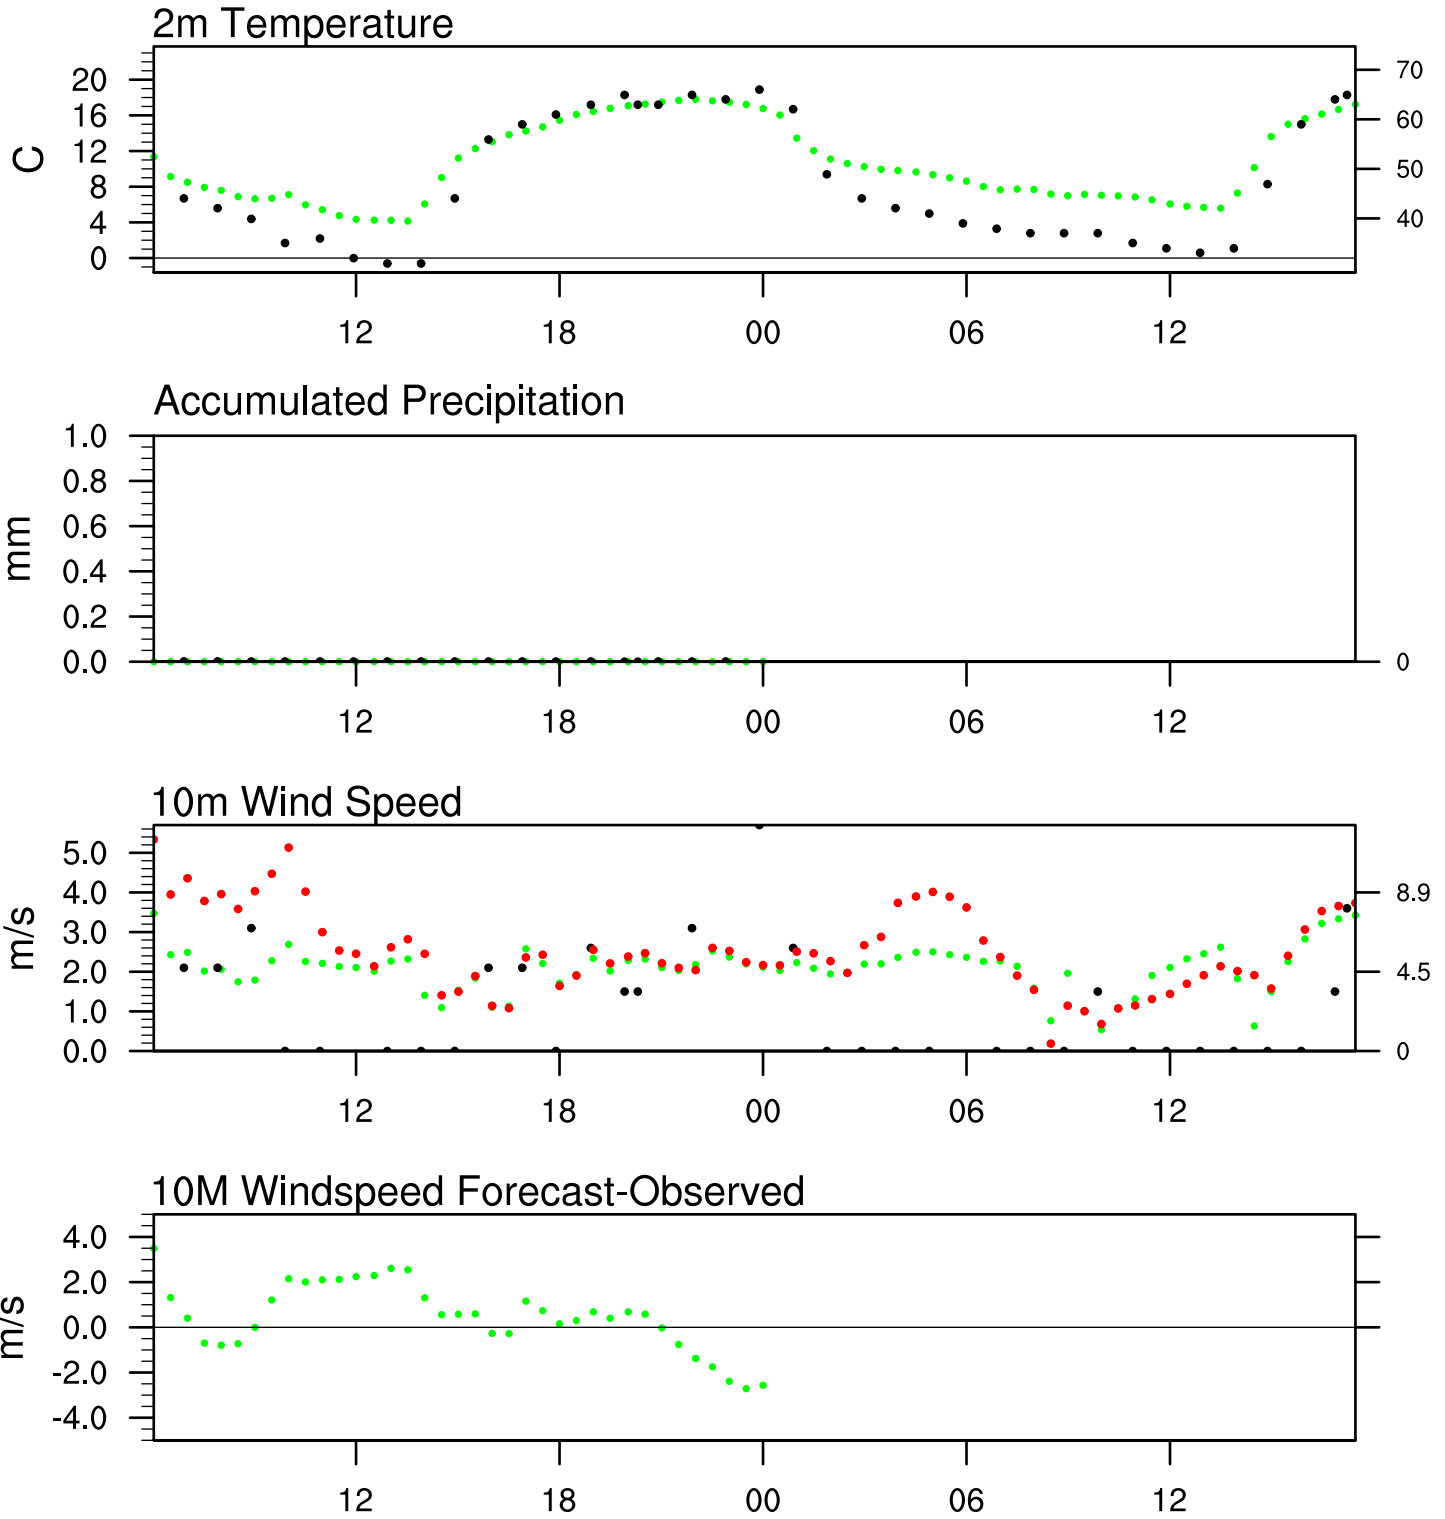 2m Temperature
20
16
12
8
4
0
C
70
60
50
40
12 18 00 06 12
Accumulated Precipitation
1.0
0.8
0.6
0.4
0.2
0.0
mm
0
12 18 00 06 12
10m Wind Speed
5.0
4.0
3.0
2.0
1.0
0.0
m/s
8.9
4.5
0
12 18 00 06 12
10M Windspeed Forecast-Observed
4.0
2.0
0.0
-2.0
-4.0
m/s
12 18 00 06 12